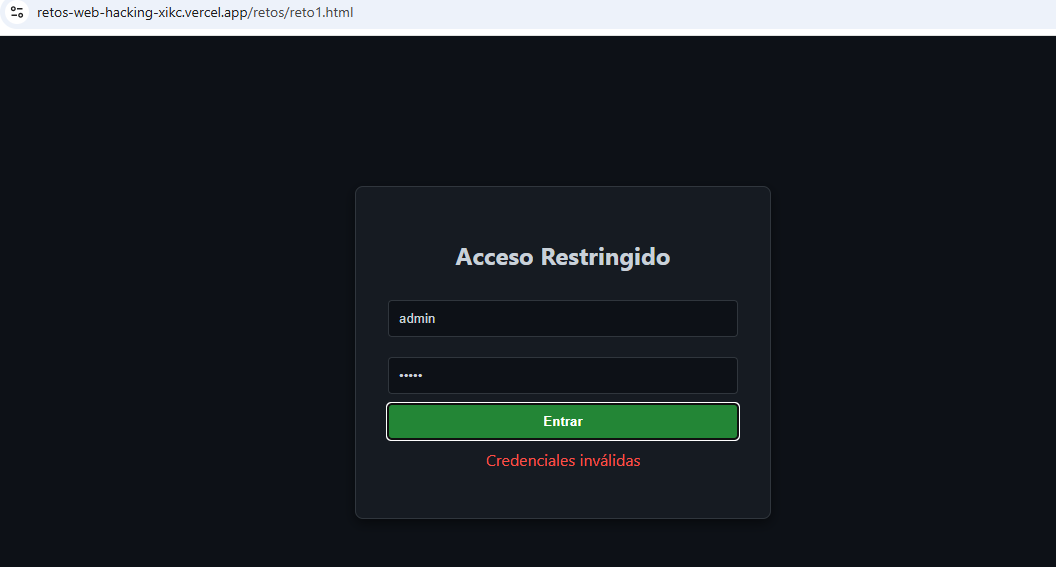 retos-web-hacking-xikc.vercel.app/retos/reto1.html
Acceso Restringido
admin
•••••
Entrar
Credenciales inválidas